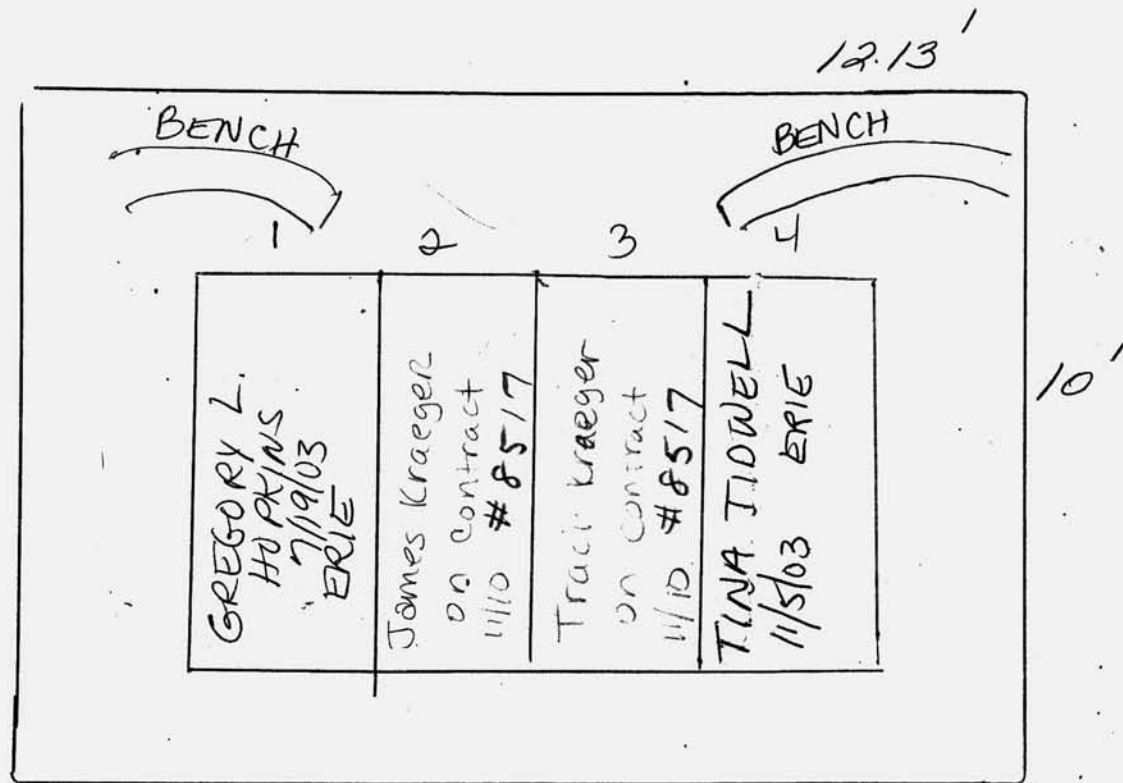 12.13'
BENCH
BENCH
1
2
3
4
GREGORY L.
HOPKINS
7/19/03
ERIE
James Kraeger
on contract
11/10 #8517
Traci Kraeger
on contract
11/10 #8517
TINA TIDWELL
11/5/03 ERIE
10'